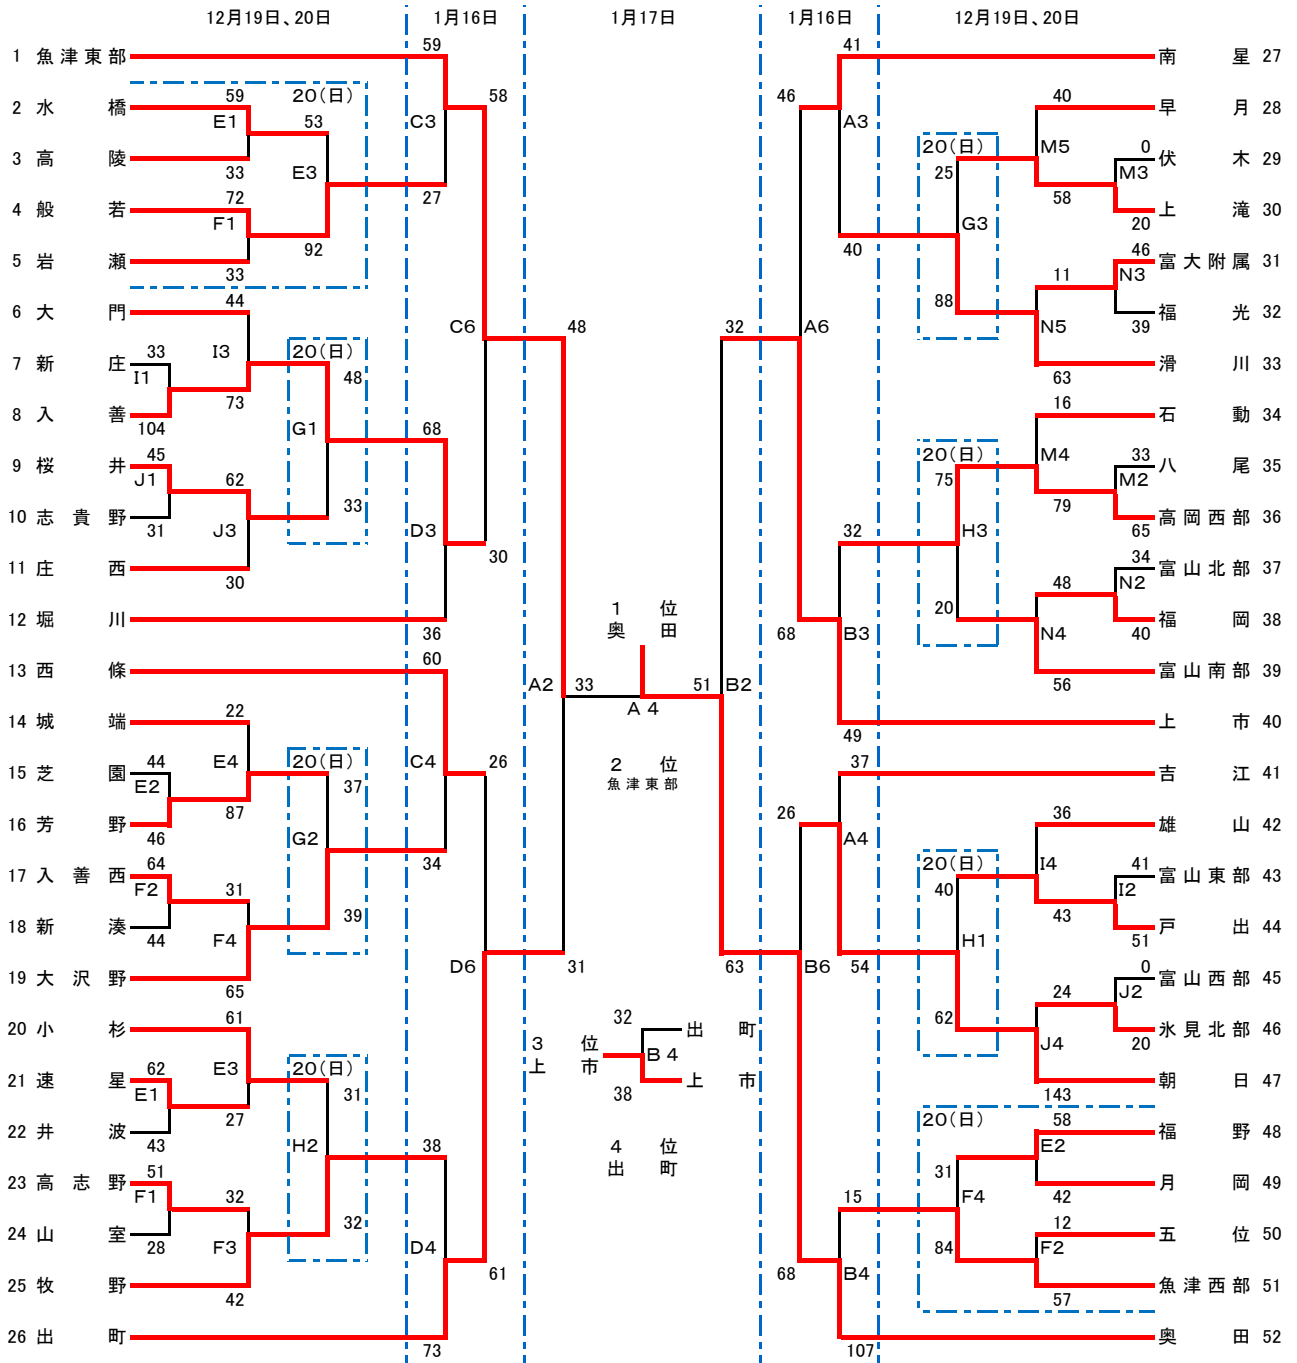 12月19日、20日
1月16日
1月17日
1月16日
12月19日、20日
1 魚津東部
2 水橋
3 高陵
4 般若
5 岩瀬
6 大門
7 新庄
8 入善
9 桜井
10 志貴野
11 庄西
12 堀川
13 西條
14 城端
15 芝園
16 芳野
17 入善西
18 新湊
19 大沢野
20 小杉
21 速星
22 井波
23 高志野
24 山室
25 牧野
26 出町
59
33
E1
72
33
F1
20(日)
53
92
E3
59
27
C3
44
73
I3
33
104
I1
45
31
J1
62
30
J3
20(日)
48
33
G1
68
36
D3
58
30
C6
60
34
C4
22
87
E4
44
46
E2
64
44
F2
31
65
F4
20(日)
37
39
G2
61
27
E3
62
43
E1
51
28
F1
32
42
F3
20(日)
31
32
H2
38
73
D4
26
61
D6
48
31
A2
33
51
A4
1位
奥田
2位
魚津東部
32
38
B4
出町
上市
3位
上市
4位
出町
32
63
B2
46
68
A6
41
40
A3
32
49
B3
26
68
B6
37
54
A4
15
107
B4
20(日)
25
88
G3
40
58
M5
0
20
M3
46
39
N3
11
63
N5
20(日)
75
20
H3
16
79
M4
33
65
M2
34
40
N2
48
56
N4
20(日)
40
62
H1
36
43
I4
41
51
I2
0
20
J2
24
143
J4
20(日)
31
84
F4
58
42
E2
12
57
F2
南星 27
早月 28
伏木 29
上滝 30
富大附属 31
福光 32
滑川 33
石動 34
八尾 35
高岡西部 36
富山北部 37
福岡 38
富山南部 39
上市 40
吉江 41
雄山 42
富山東部 43
戸出 44
富山西部 45
氷見北部 46
朝日 47
福野 48
月岡 49
五位 50
魚津西部 51
奥田 52